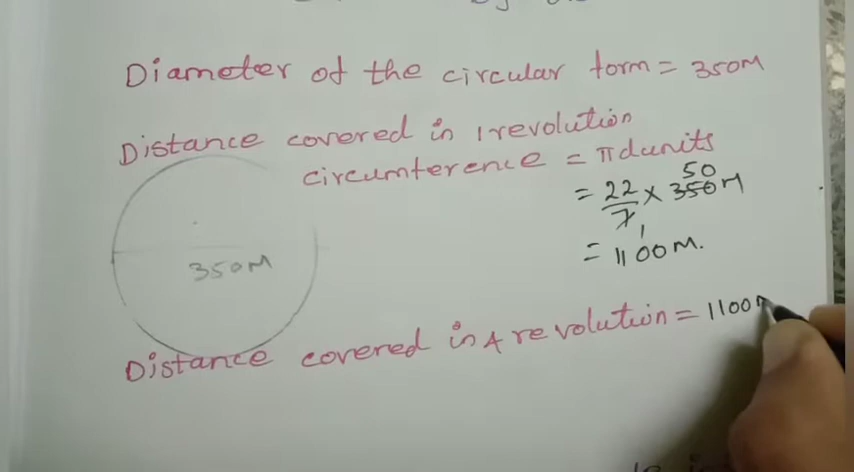 Diameter of the circular form = 350M
Distance covered in 1 revolution
circumference = πd units
= 22/7 × 350M
50
1
= 1100M.
350M
Distance covered in 4 revolution = 1100